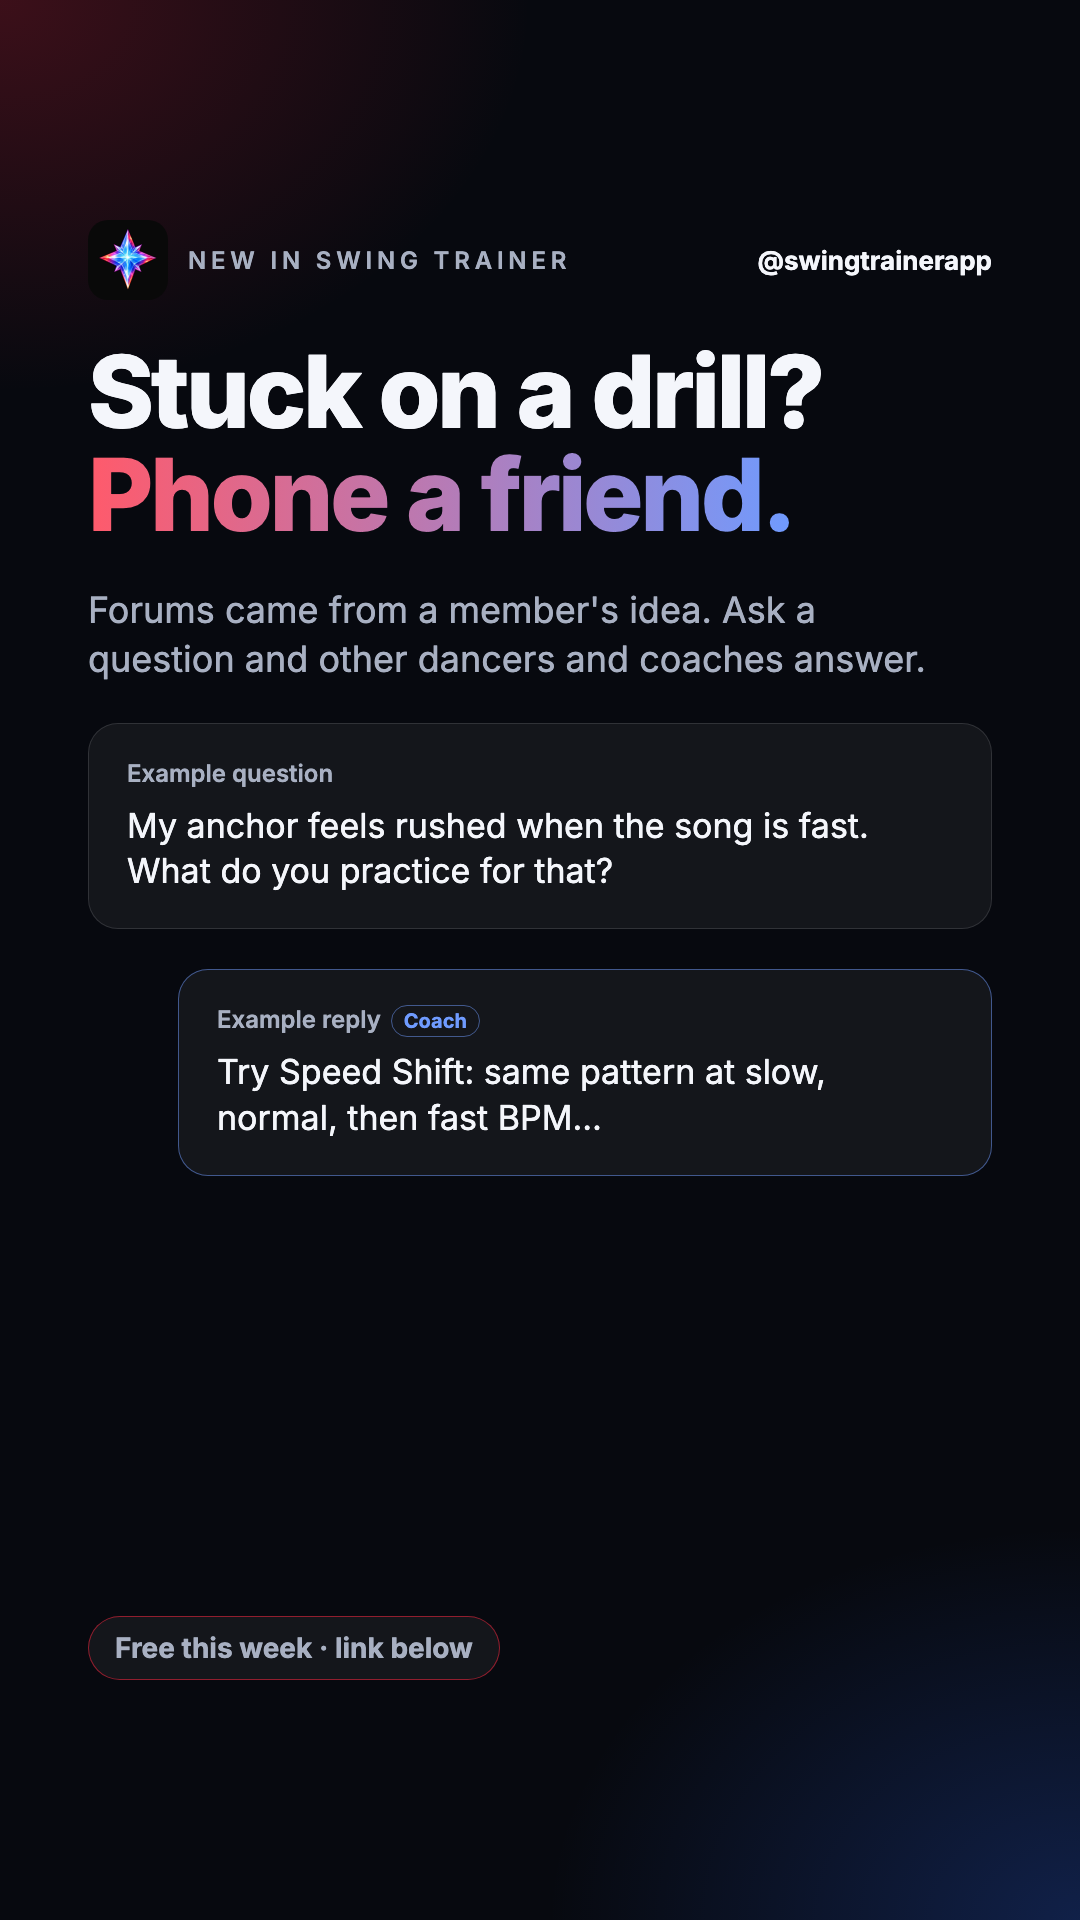 NEW IN SWING TRAINER
@swingtrainerapp
Stuck on a drill?
Phone a friend.
Forums came from a member's idea. Ask a
question and other dancers and coaches answer.
Example question
My anchor feels rushed when the song is fast.
What do you practice for that?
Example reply Coach
Try Speed Shift: same pattern at slow,
normal, then fast BPM...
Free this week · link below